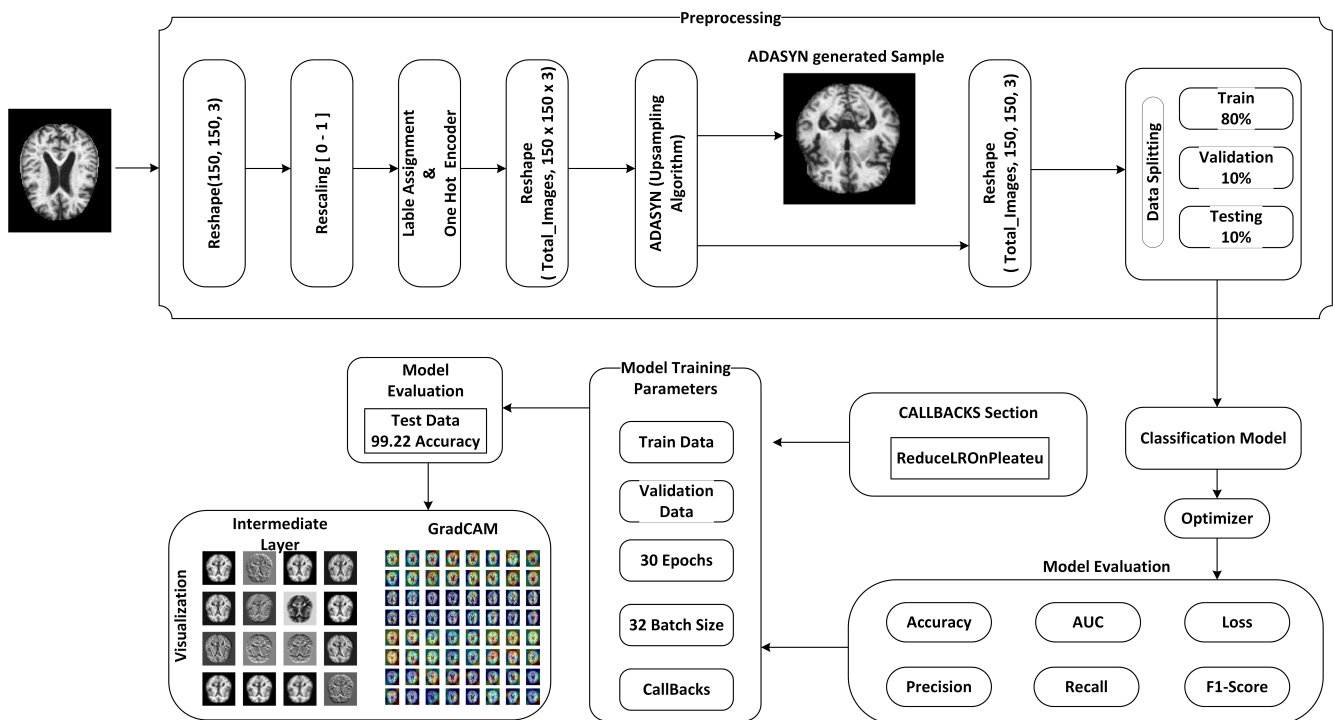 Preprocessing
Reshape(150, 150, 3)
Rescaling [ 0 - 1 ]
Lable Assignment
&
One Hot Encoder
Reshape
( Total_Images, 150 x 150 x 3)
ADASYN (Upsampling
Algorithm)
ADASYN generated Sample
Reshape
( Total_Images, 150, 150, 3)
Data Splitting
Train
80%
Validation
10%
Testing
10%
Model
Evaluation
Test Data
99.22 Accuracy
Model Training
Parameters
Train Data
Validation
Data
30 Epochs
32 Batch Size
CallBacks
CALLBACKS Section
ReduceLROnPleateu
Classification Model
Optimizer
Model Evaluation
Accuracy
AUC
Loss
Precision
Recall
F1-Score
Visualization
Intermediate
Layer
GradCAM